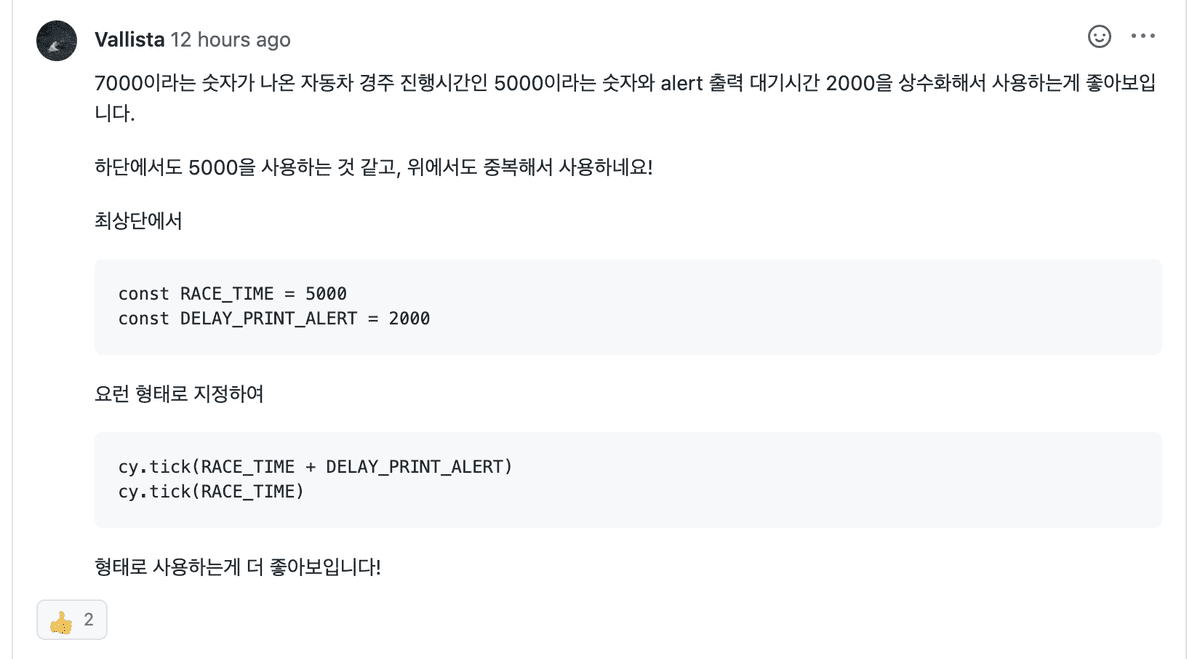 Vallista 12 hours ago
7000이라는 숫자가 나온 자동차 경주 진행시간인 5000이라는 숫자와 alert 출력 대기시간 2000을 상수화해서 사용하는게 좋아보입
니다.
하단에서도 5000을 사용하는 것 같고, 위에서도 중복해서 사용하네요!
최상단에서
const RACE_TIME = 5000
const DELAY_PRINT_ALERT = 2000
요런 형태로 지정하여
cy.tick(RACE_TIME + DELAY_PRINT_ALERT)
cy.tick(RACE_TIME)
형태로 사용하는게 더 좋아보입니다!
2